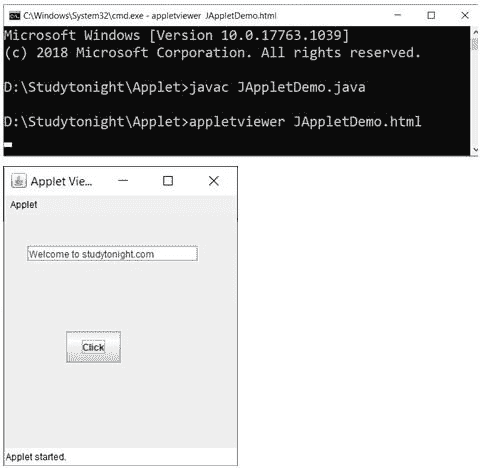 C:\Windows\System32\cmd.exe - appletviewer JAppletDemo.html
Microsoft Windows [Version 10.0.17763.1039]
(c) 2018 Microsoft Corporation. All rights reserved.
D:\Studytonight\Applet>javac JAppletDemo.java
D:\Studytonight\Applet>appletviewer JAppletDemo.html
Applet Vie...
Applet
Welcome to studytonight.com
Click
Applet started.